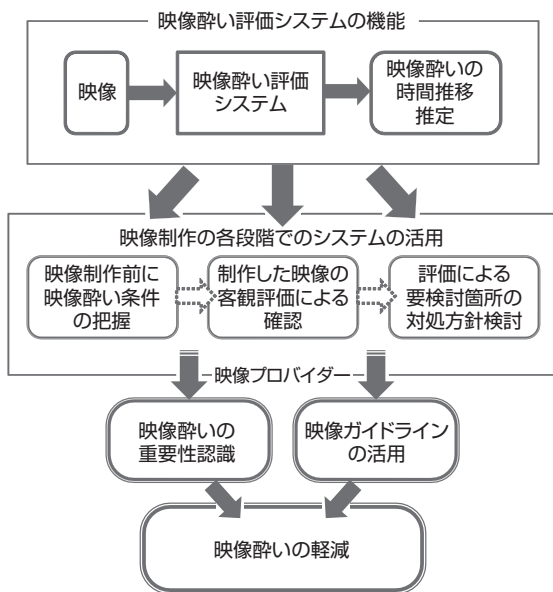 映像酔い評価システムの機能
映像
映像酔い評価
システム
映像酔いの
時間推移
推定
映像制作の各段階でのシステムの活用
映像制作前に
映像酔い条件
の把握
制作した映像の
客観評価による
確認
評価による
要検討箇所の
対処方針検討
映像プロバイダー
映像酔いの
重要性認識
映像ガイドライン
の活用
映像酔いの軽減